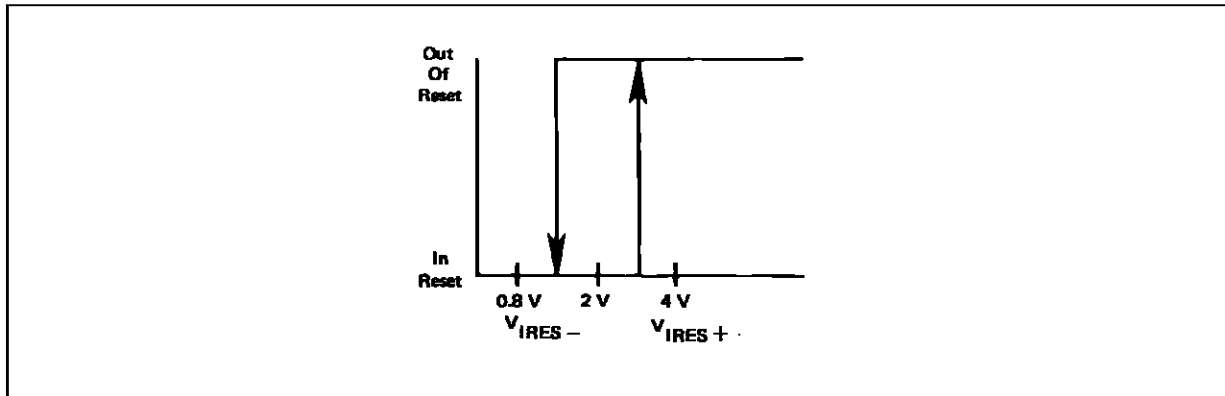 Out
Of
Reset
In
Reset
0.8 V 2 V 4 V
VIRES − VIRES +